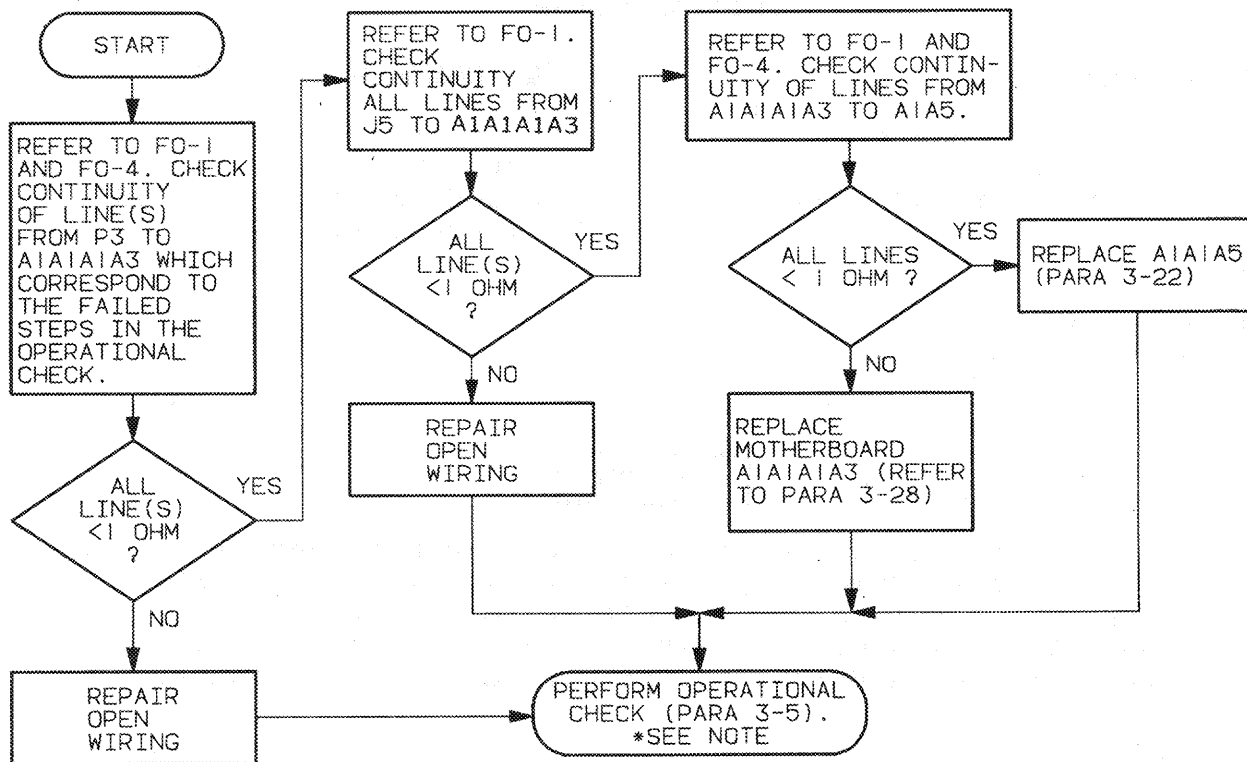 START
REFER TO FO-1
AND FO-4. CHECK
CONTINUITY
OF LINE(S)
FROM P3 TO
A1A1A1A3 WHICH
CORRESPOND TO
THE FAILED
STEPS IN THE
OPERATIONAL
CHECK.
ALL
LINE(S)
<1 OHM
?
YES
NO
REPAIR
OPEN
WIRING
REFER TO FO-1.
CHECK
CONTINUITY
ALL LINES FROM
J5 TO A1A1A1A3
ALL
LINE(S)
<1 OHM
?
YES
NO
REPAIR
OPEN
WIRING
REFER TO FO-1 AND
FO-4. CHECK CONTIN-
UITY OF LINES FROM
A1A1A1A3 TO A1A5.
ALL LINES
< 1 OHM ?
YES
NO
REPLACE A1A1A5
(PARA 3-22)
REPLACE
MOTHERBOARD
A1A1A1A3 (REFER
TO PARA 3-28)
PERFORM OPERATIONAL
CHECK (PARA 3-5).
*SEE NOTE